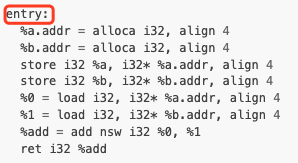 entry:
%a.addr = alloca i32, align 4
%b.addr = alloca i32, align 4
store i32 %a, i32* %a.addr, align 4
store i32 %b, i32* %b.addr, align 4
%0 = load i32, i32* %a.addr, align 4
%1 = load i32, i32* %b.addr, align 4
%add = add nsw i32 %0, %1
ret i32 %add